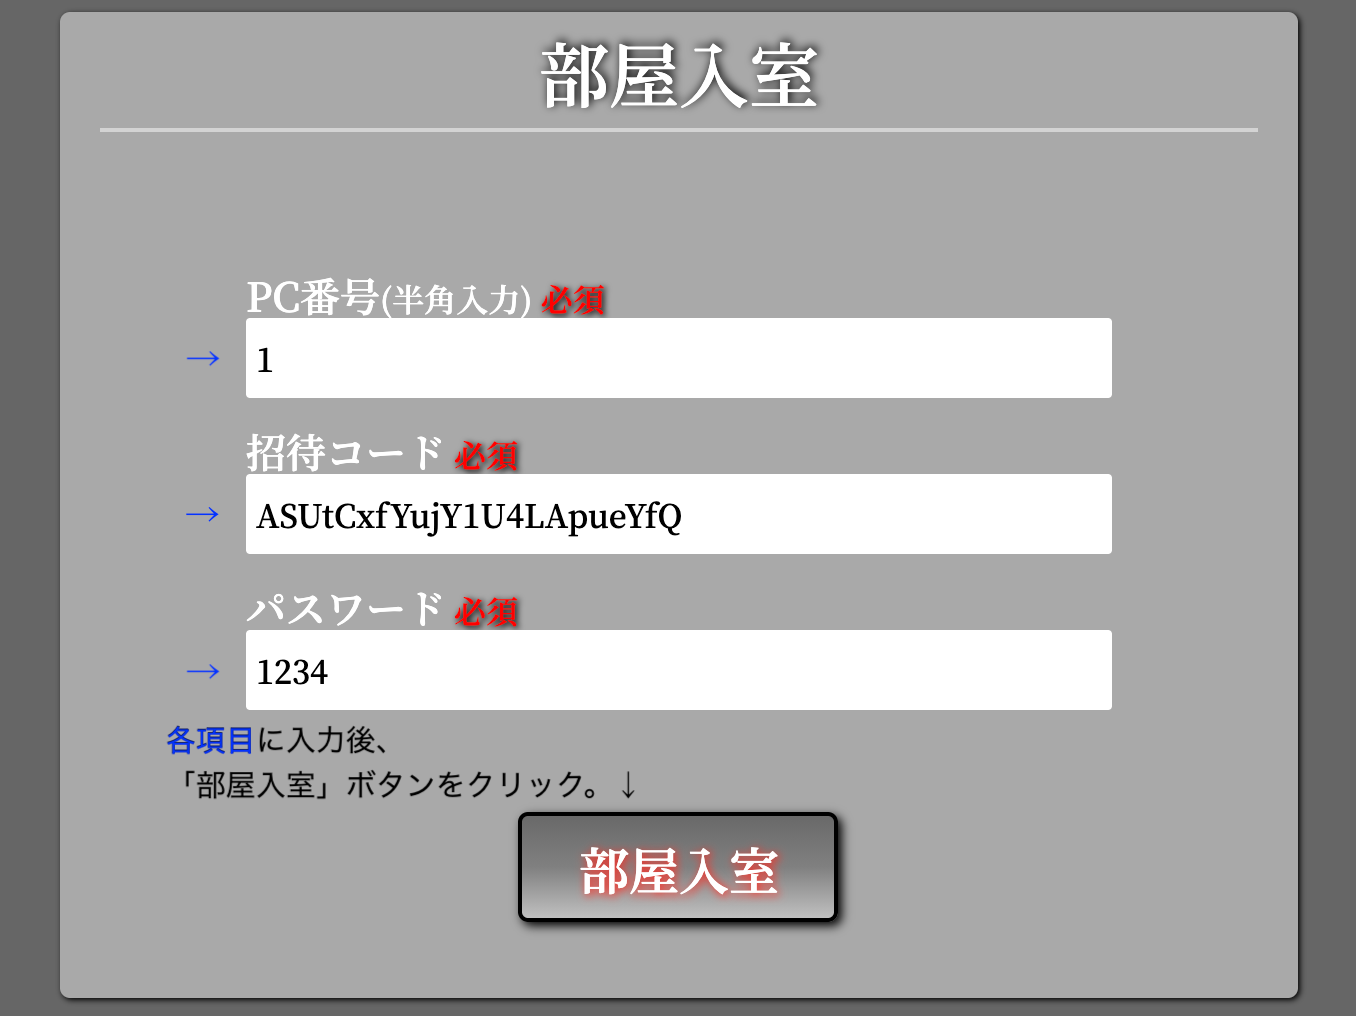 部屋入室
PC番号(半角入力) 必須
→ 1
招待コード 必須
→ ASUtCxfYujY1U4LApueYfQ
パスワード 必須
→ 1234
各項目に入力後、
「部屋入室」ボタンをクリック。↓
部屋入室